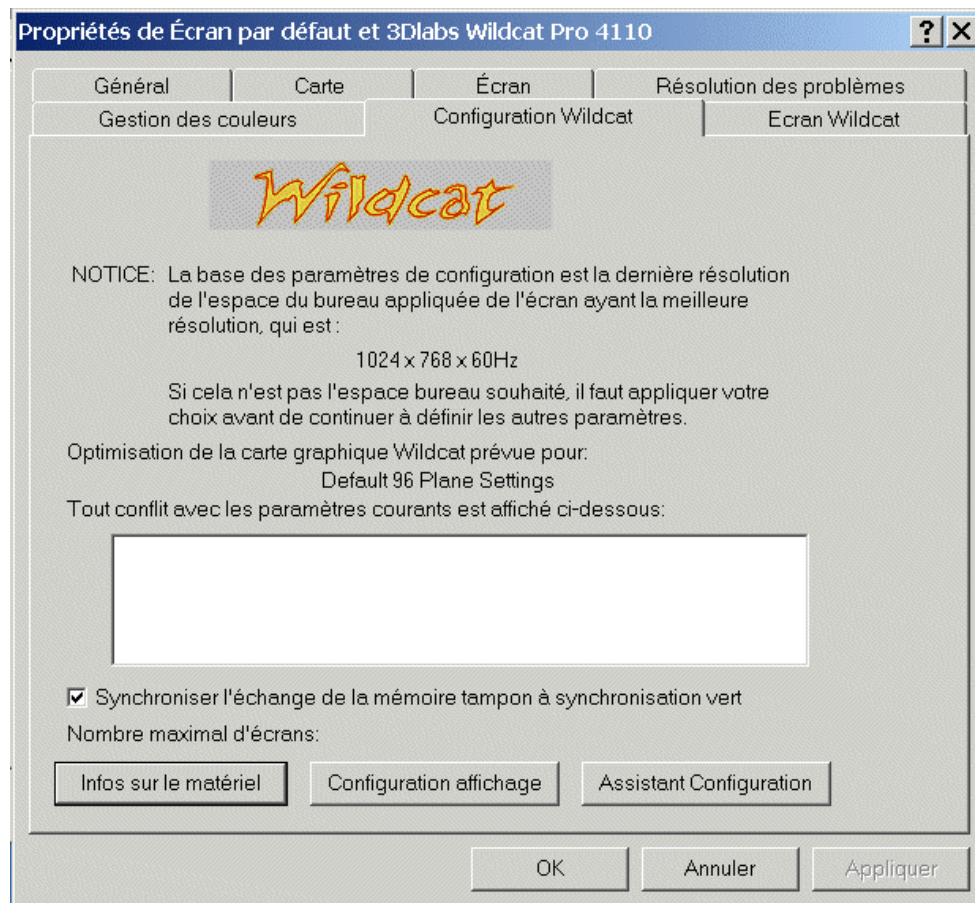 Propriétés de Écran par défaut et 3Dlabs Wildcat Pro 4110
Général Carte Écran Résolution des problèmes
Gestion des couleurs Configuration Wildcat Ecran Wildcat
Wildcat
NOTICE: La base des paramètres de configuration est la dernière résolution
de l'espace du bureau appliquée de l'écran ayant la meilleure
résolution, qui est :
1024 x 768 x 60Hz
Si cela n'est pas l'espace bureau souhaité, il faut appliquer votre
choix avant de continuer à définir les autres paramètres.
Optimisation de la carte graphique Wildcat prévue pour:
Default 96 Plane Settings
Tout conflit avec les paramètres courants est affiché ci-dessous:
Synchroniser l'échange de la mémoire tampon à synchronisation vert
Nombre maximal d'écrans:
Infos sur le matériel Configuration affichage Assistant Configuration
OK Annuler Appliquer